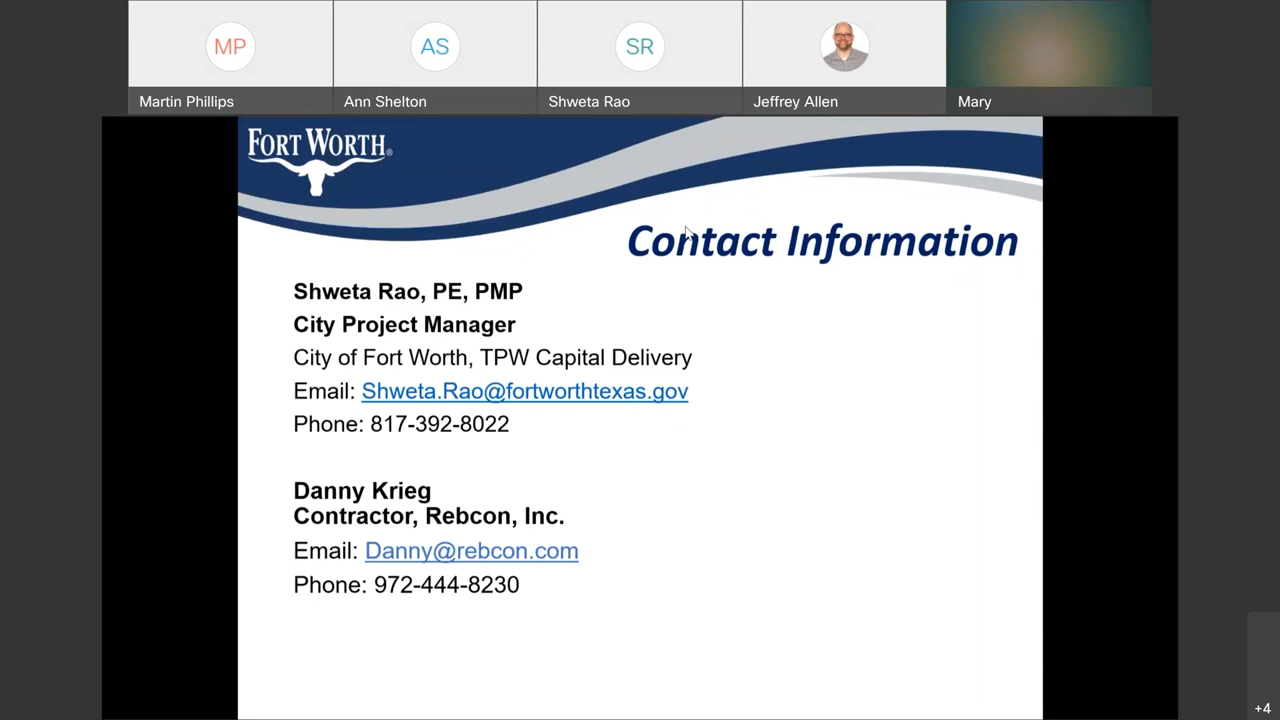 MP
AS
SR
Martin Phillips
Ann Shelton
Shweta Rao
Jeffrey Allen
Mary
FORT WORTH®
Contact Information
Shweta Rao, PE, PMP
City Project Manager
City of Fort Worth, TPW Capital Delivery
Email: Shweta.Rao@fortworthtexas.gov
Phone: 817-392-8022
Danny Krieg
Contractor, Rebcon, Inc.
Email: Danny@rebcon.com
Phone: 972-444-8230
+4